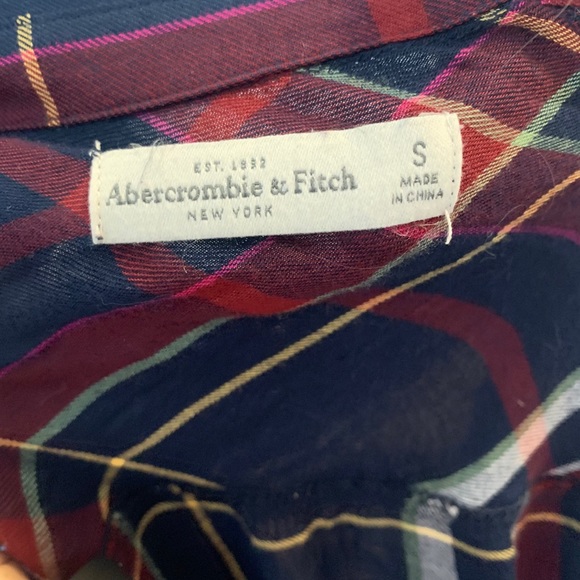 EST. 1892
Abercrombie & Fitch
NEW YORK
S
MADE
IN CHINA